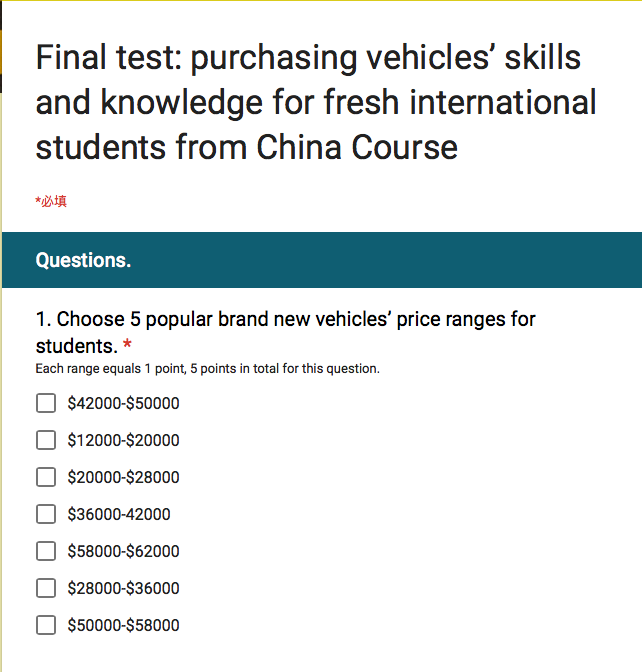 Final test: purchasing vehicles’ skills
and knowledge for fresh international
students from China Course
*必填
Questions.
1. Choose 5 popular brand new vehicles’ price ranges for
students. *
Each range equals 1 point, 5 points in total for this question.
$42000-$50000
$12000-$20000
$20000-$28000
$36000-42000
$58000-$62000
$28000-$36000
$50000-$58000